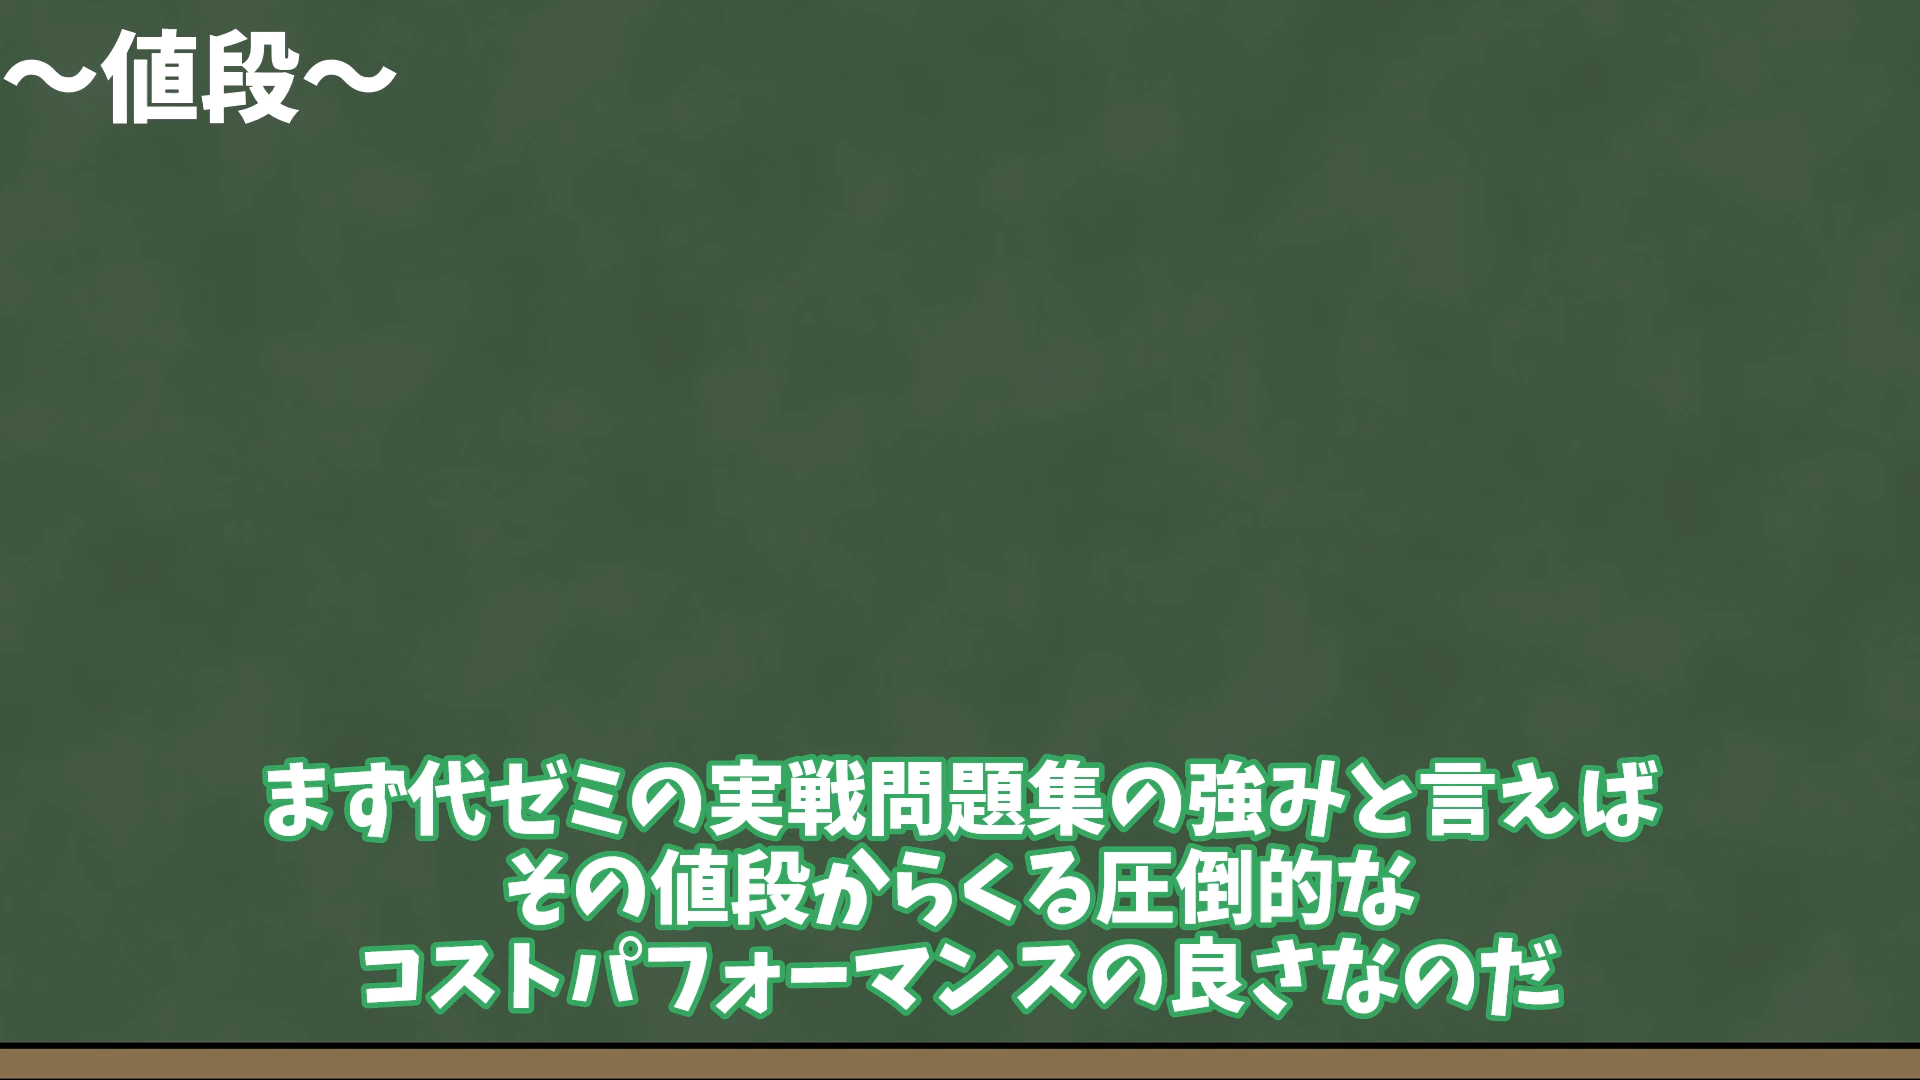 ～値段～
まず代ゼミの実戦問題集の強みと言えば
その値段からくる圧倒的な
コストパフォーマンスの良さなのだ